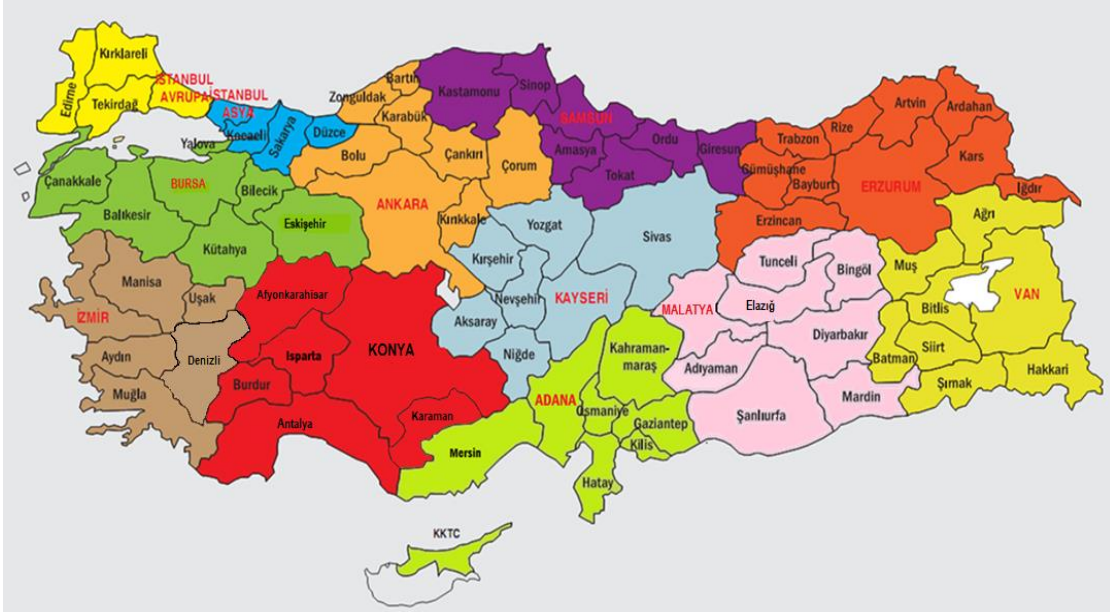 Kırklareli
Edirne
Tekirdağ
İSTANBUL
AVRUPA
İSTANBUL
ASYA
Yalova
Kocaeli
Sakarya
Düzce
Zonguldak
Bartın
Karabük
Bolu
Kastamonu
Sinop
Çankırı
Çorum
SAMSUN
Amasya
Tokat
Ordu
Giresun
Trabzon
Rize
Artvin
Ardahan
Kars
Gümüşhane
Bayburt
ERZURUM
Iğdır
Erzincan
Çanakkale
BURSA
Bilecik
Balıkesir
Kütahya
Eskişehir
ANKARA
Kırıkkale
Yozgat
Sivas
Kırşehir
Nevşehir
KAYSERİ
Aksaray
Niğde
Tunceli
Bingöl
MALATYA
Elazığ
Diyarbakır
Adıyaman
Şanlıurfa
Mardin
Ağrı
Muş
Bitlis
VAN
Siirt
Batman
Şırnak
Hakkari
Manisa
Uşak
İZMİR
Aydın
Denizli
Muğla
Afyonkarahisar
Isparta
KONYA
Burdur
Antalya
Karaman
Mersin
ADANA
Kahraman-
maraş
Osmaniye
Gaziantep
Kilis
Hatay
KKTC